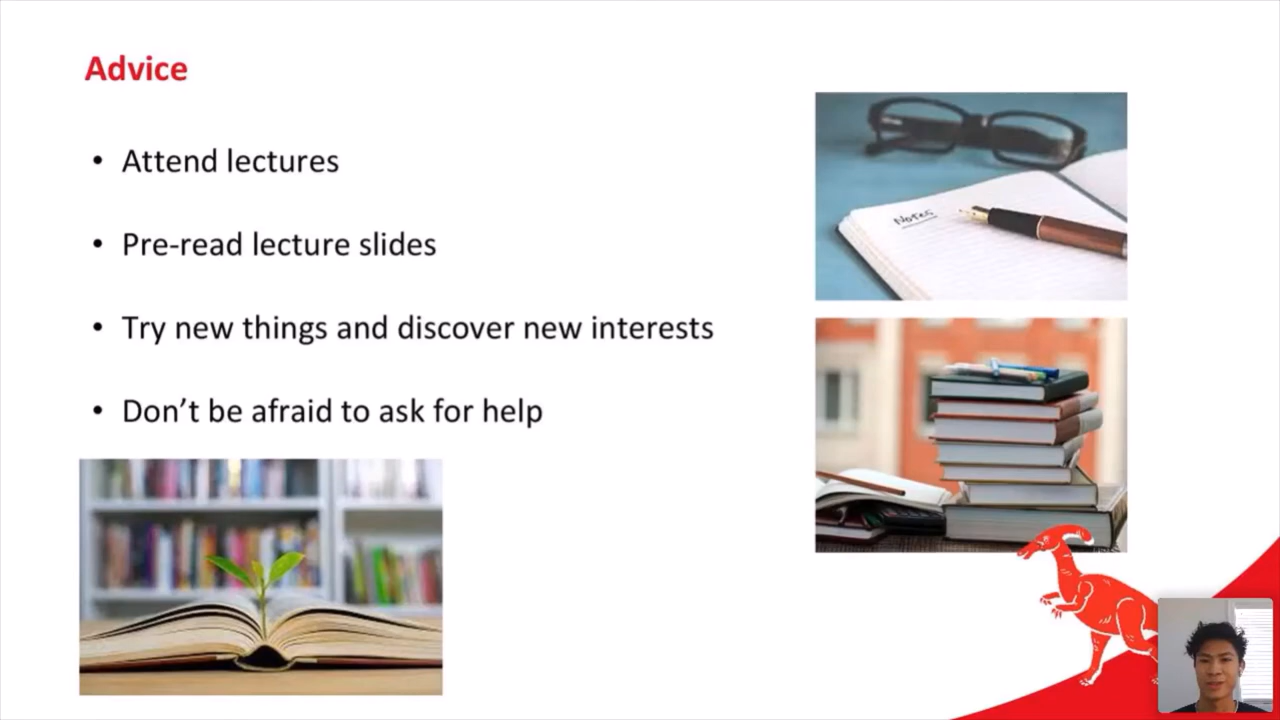 Advice
• Attend lectures
• Pre-read lecture slides
• Try new things and discover new interests
• Don’t be afraid to ask for help
Notes